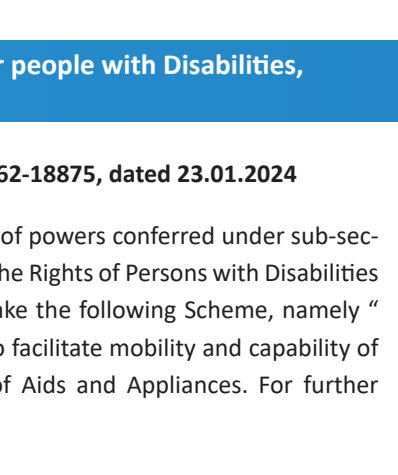 people with Disabilities,
62-18875, dated 23.01.2024
of powers conferred under sub-sec-
he Rights of Persons with Disabilities
ake the following Scheme, namely “
o facilitate mobility and capability of
of Aids and Appliances. For further